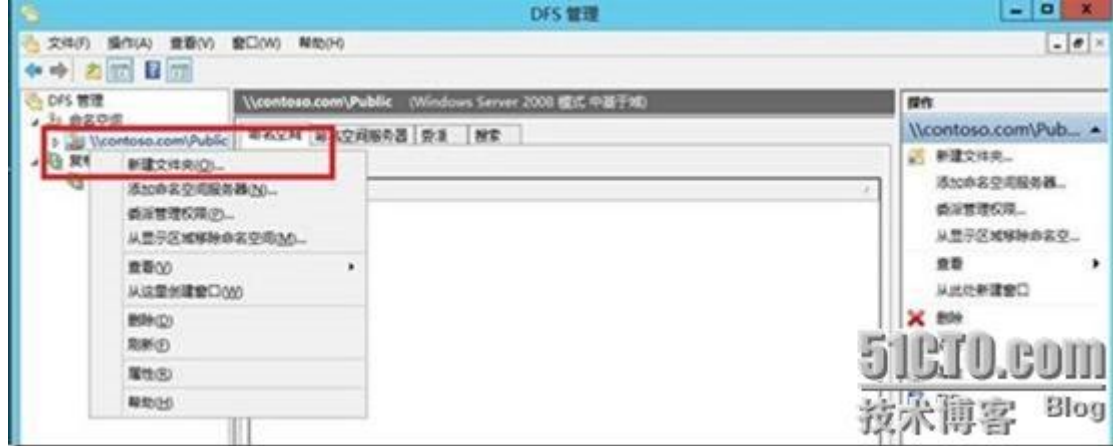 DFS 管理
文件(F) 操作(A) 查看(V) 窗口(W) 帮助(H)
DFS 管理
命名空间
\\contoso.com\Public
\\contoso.com\Public (Windows Server 2008 模式 中基于域)
命名空间 命名空间服务器 委派 搜索
新建文件夹(O)...
添加命名空间服务器(N)...
委派管理权限(P)...
从显示区域移除命名空间(M)...
查看(V)
从这里创建窗口(W)
删除(D)
刷新(F)
属性(R)
帮助(H)
操作
\\contoso.com\Pub...
新建文件夹...
添加命名空间服务器...
委派管理权限...
从显示区域移除命名空...
查看
从此处新建窗口
删除
51CTO.com
技术博客 Blog